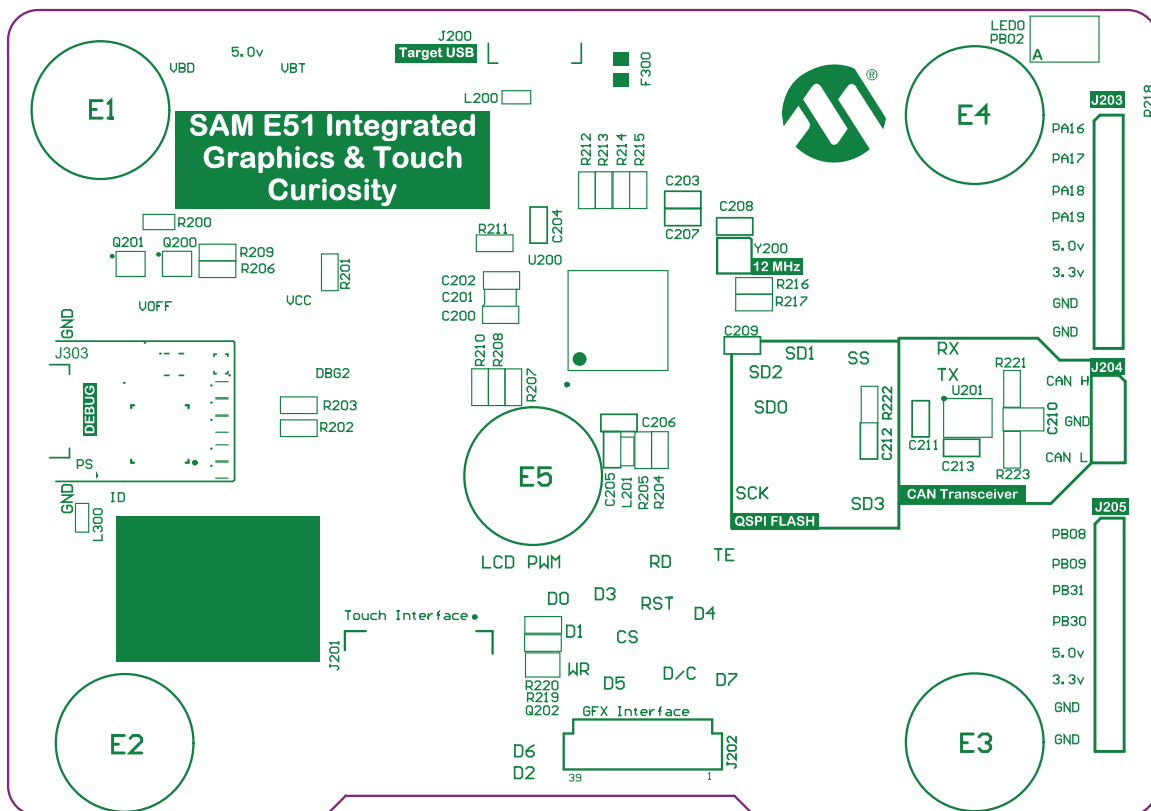 J200
Target USB
LED0
PB02
A
5.0v
VBD
VBT
F300
L200
E1
E4
®
J203
R218
SAM E51 Integrated
Graphics & Touch
Curiosity
R212
R213
R214
R215
PA16
PA17
PA18
PA19
5.0v
3.3v
GND
GND
C203
C207
C204
C208
R200
R211
U200
Q201
Q200
R209
R206
R201
Y200
12 MHz
C202
C201
C200
R216
R217
VOFF
VCC
GND
J303
DEBUG
PS
GND
ID
L300
C209
R210
R208
R207
DBG2
R203
R202
SD1
SS
SD2
SD0
R222
C212
SCK
SD3
QSPI FLASH
RX
TX
U201
R221
C211
C210
C213
R223
CAN Transceiver
J204
CAN H
GND
CAN L
C206
C205
L201
R205
R204
E5
J205
PB08
PB09
PB31
PB30
5.0v
3.3v
GND
GND
LCD PWM
RD
TE
D0
D3
RST
D4
Touch Interface
J201
D1
CS
WR
D5
D/C
D7
R220
R219
Q202
GFX Interface
D6
D2
39
1
J202
E2
E3